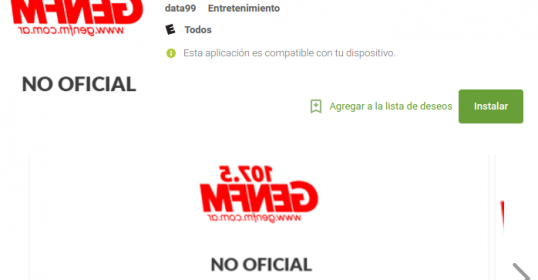 GENFM
www.genfm.com.ar
NO OFICIAL
data99 Entretenimiento
E Todos
Esta aplicación es compatible con tu dispositivo.
Agregar a la lista de deseos
Instalar
107.5
GENFM
www.genfm.com.ar
NO OFICIAL